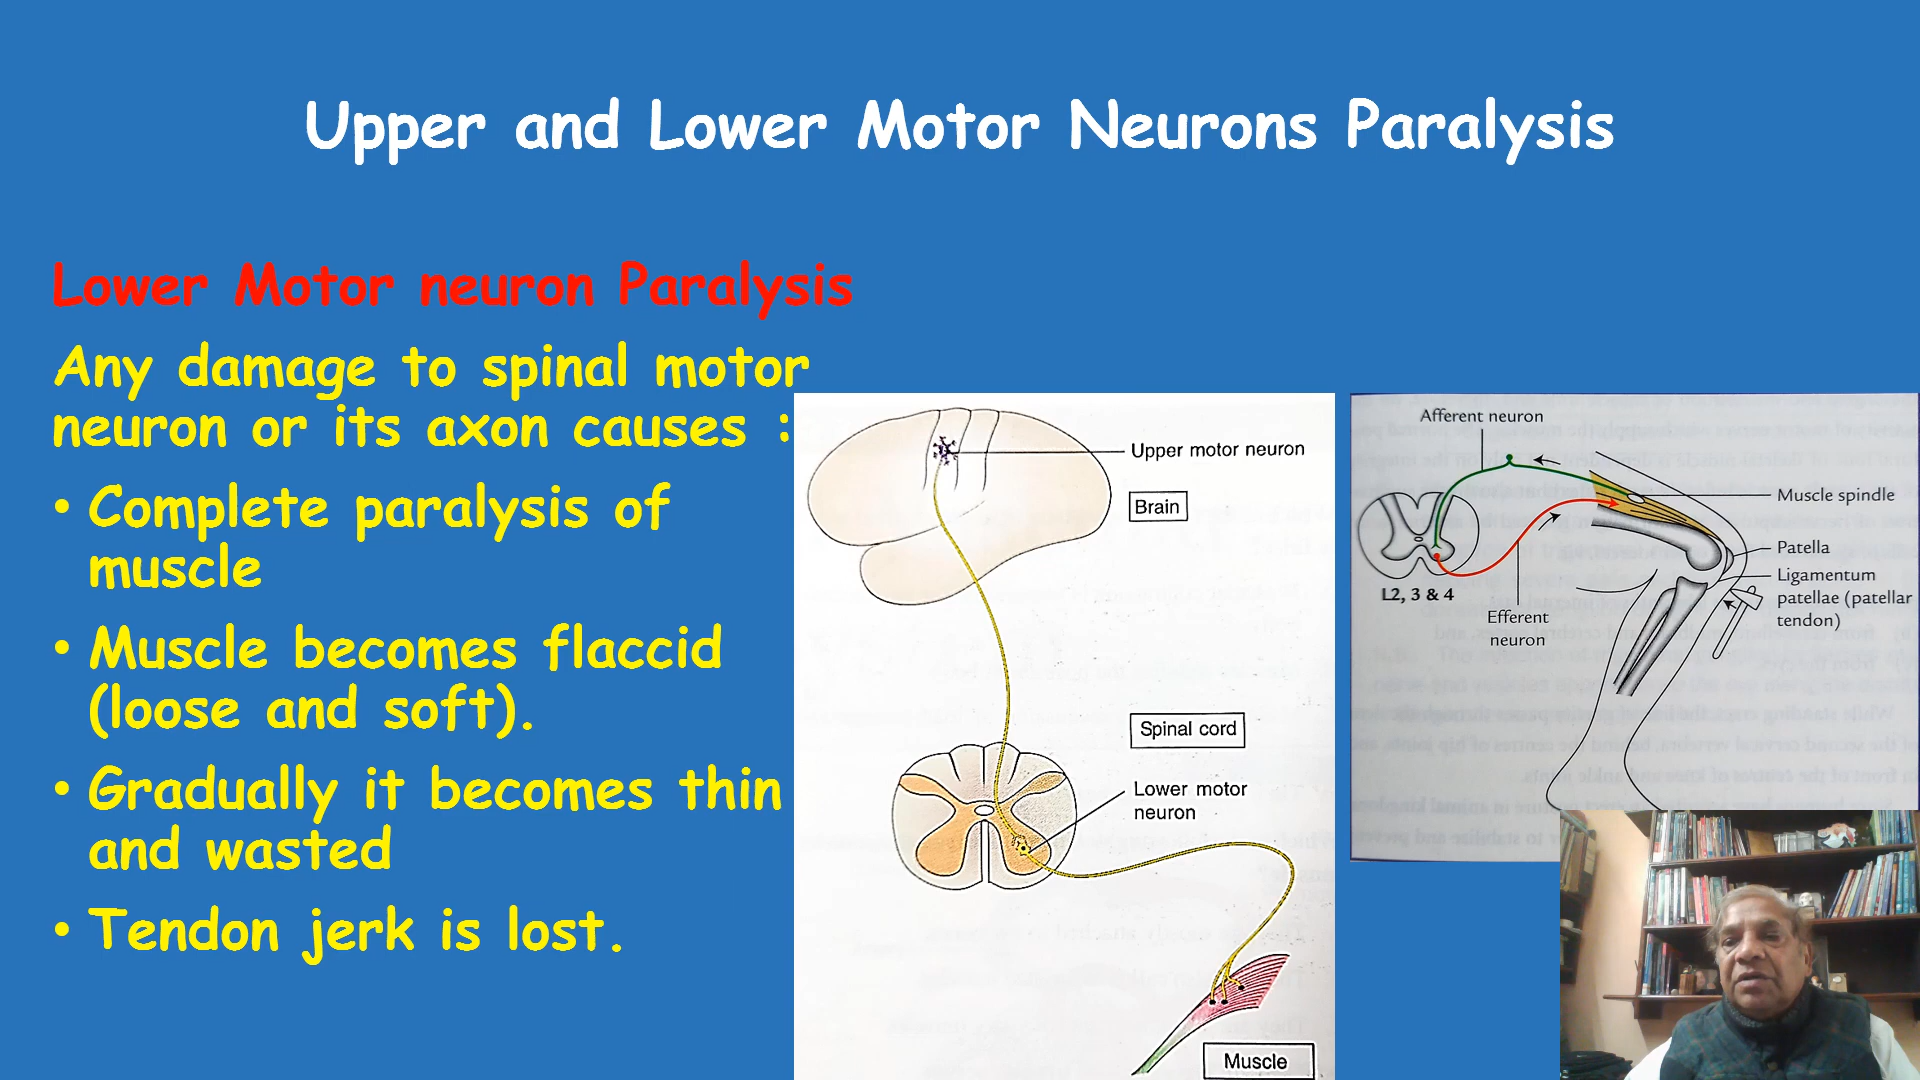 Upper and Lower Motor Neurons Paralysis
Lower Motor neuron Paralysis
Any damage to spinal motor
neuron or its axon causes :
• Complete paralysis of
muscle
• Muscle becomes flaccid
(loose and soft).
• Gradually it becomes thin
and wasted
• Tendon jerk is lost.
Upper motor neuron
Brain
Spinal cord
Lower motor
neuron
Muscle
Afferent neuron
Muscle spindle
Patella
Ligamentum
patellae (patellar
tendon)
L2, 3 & 4
Efferent
neuron